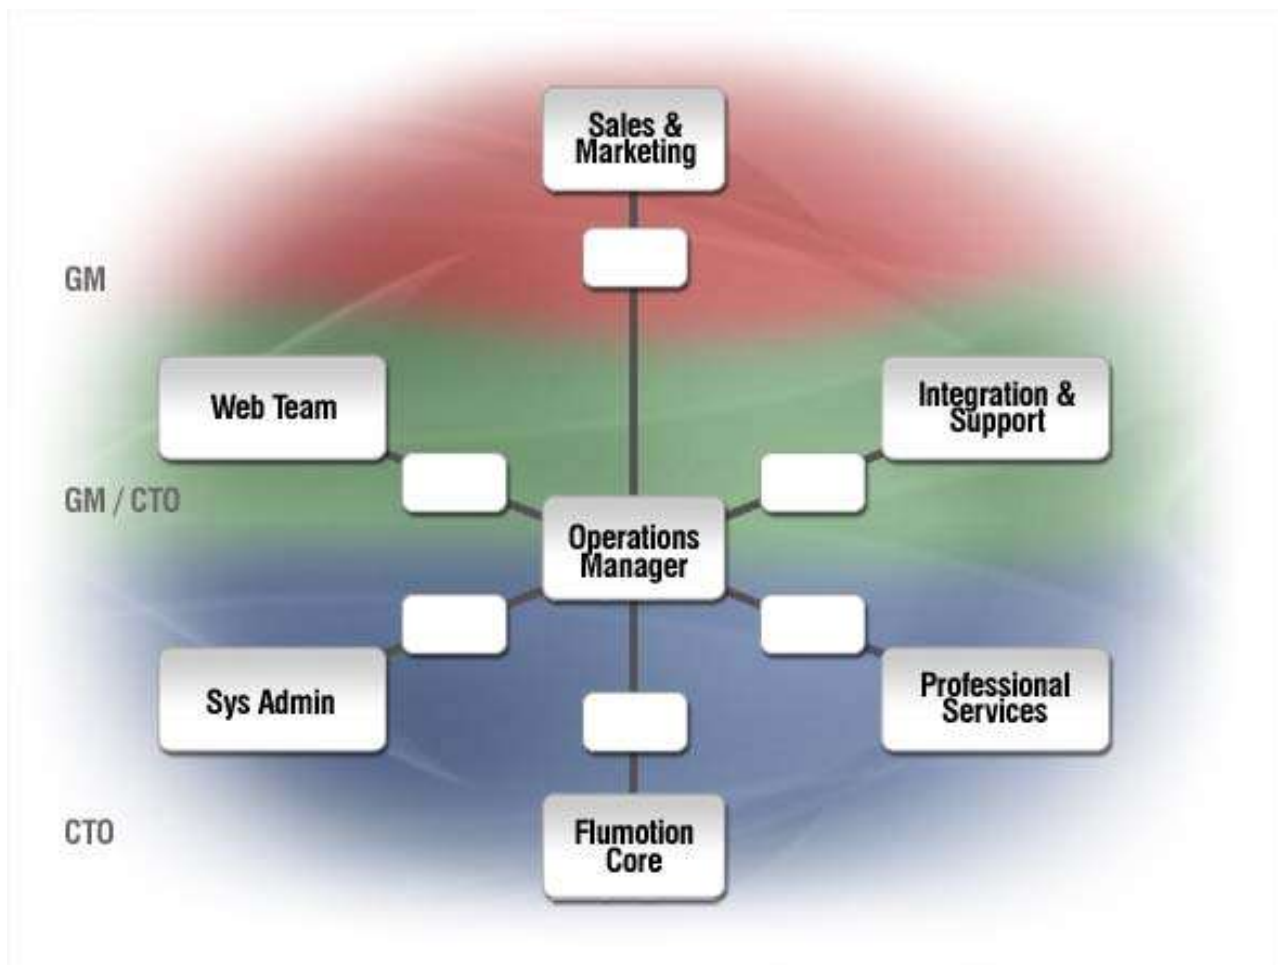 Sales &
Marketing
GM
Web Team
Integration &
Support
GM / CTO
Operations
Manager
Sys Admin
Professional
Services
CTO
Flumotion
Core